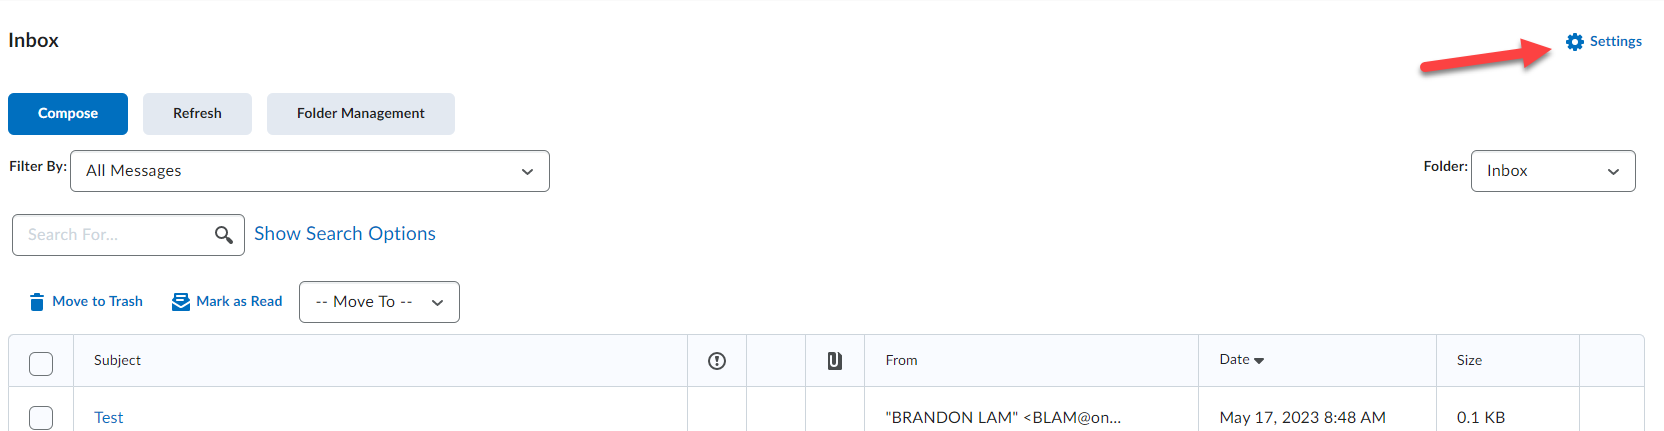 Inbox
Settings
Compose Refresh Folder Management
Filter By: All Messages Folder: Inbox
Search For... Show Search Options
Move to Trash Mark as Read -- Move To --
Subject From Date Size
Test "BRANDON LAM" <BLAM@on... May 17, 2023 8:48 AM 0.1 KB